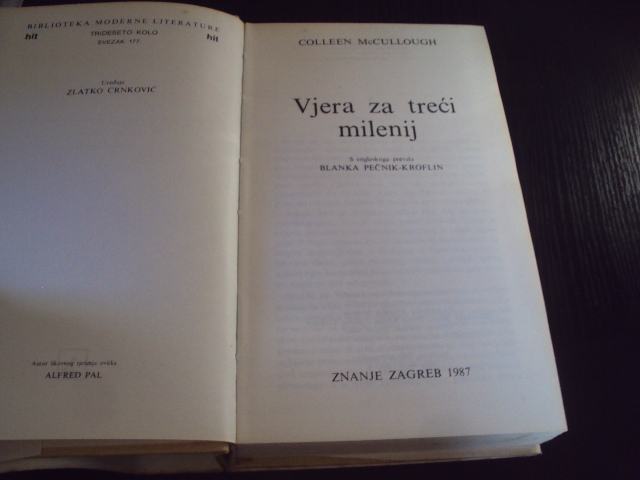 BIBLIOTEKA MODERNE LITERATURE
hit TRIDESETO KOLO hit
SVEZAK 177.
Uređuje
ZLATKO CRNKOVIĆ
Autor likovnog rješenja ovitka
ALFRED PAL
COLLEEN McCULLOUGH
Vjera za treći
milenij
S engleskoga prevela
BLANKA PEČNIK-KROFLIN
ZNANJE ZAGREB 1987